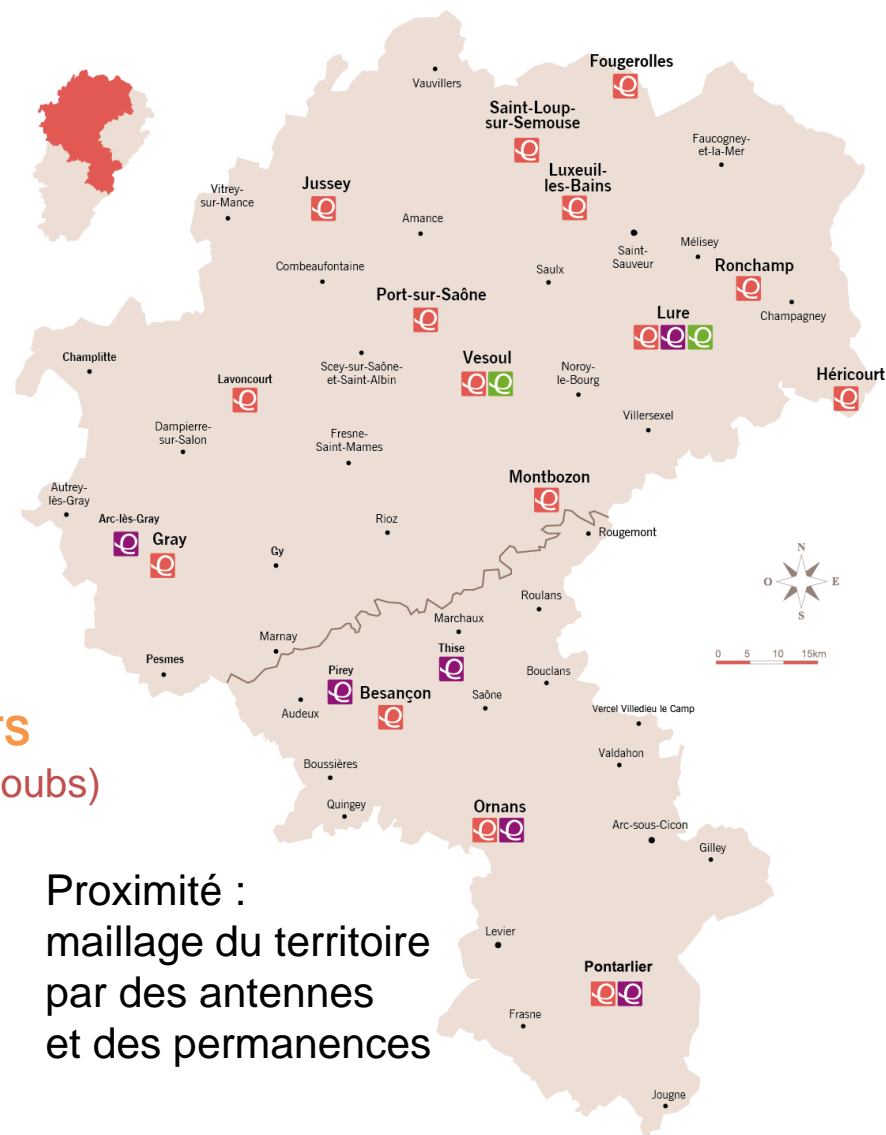 Fougerolles
Vauvillers
Saint-Loup-
sur-Semouse
Faucogney-
et-la-Mer
Luxeuil-
les-Bains
Jussey
Vitrey-
sur-Mance
Amance
Saint-
Sauveur
Mélisey
Combeaufontaine
Saulx
Ronchamp
Port-sur-Saône
Champagney
Lure
Champlitte
Scey-sur-Saône-
et-Saint-Albin
Vesoul
Noroy-
le-Bourg
Héricourt
Lavoncourt
Villersexel
Dampierre-
sur-Salon
Fresne-
Saint-Mames
Montbozon
Autrey-
lès-Gray
Arc-lès-Gray
Gray
Rioz
Rougemont
Gy
N
O
E
S
Roulans
Marchaux
Marnay
Thise
0 5 10 15km
Pesmes
Pirey
Besançon
Bouclans
Saône
Audeux
Vercel Villedieu le Camp
Boussières
Valdahon
oubs)
Quingey
Ornans
Arc-sous-Cicon
Gilley
Proximité :
maillage du territoire
par des antennes
et des permanences
Levier
Pontarlier
Frasne
Jougne